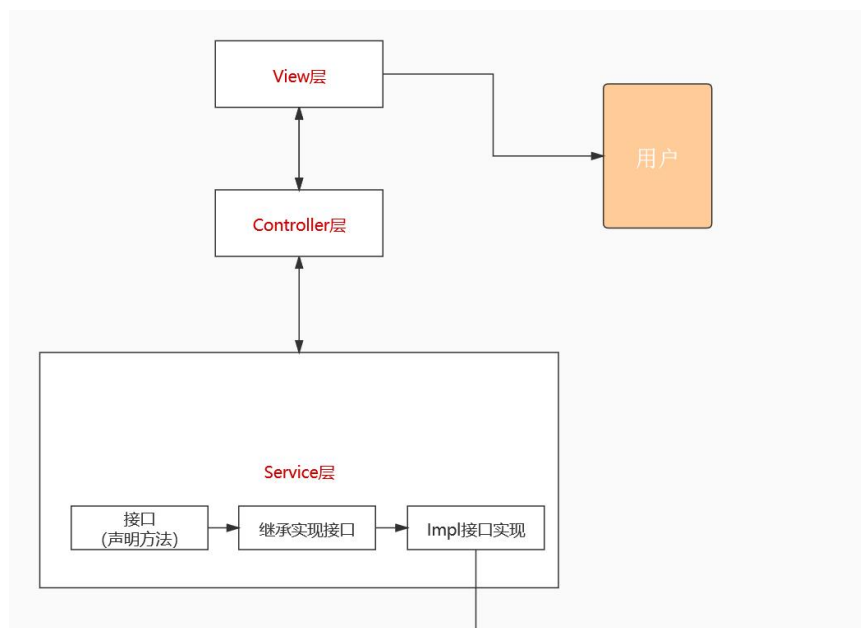 View层
用户
Controller层
Service层
接口
(声明方法)
继承实现接口
Impl接口实现